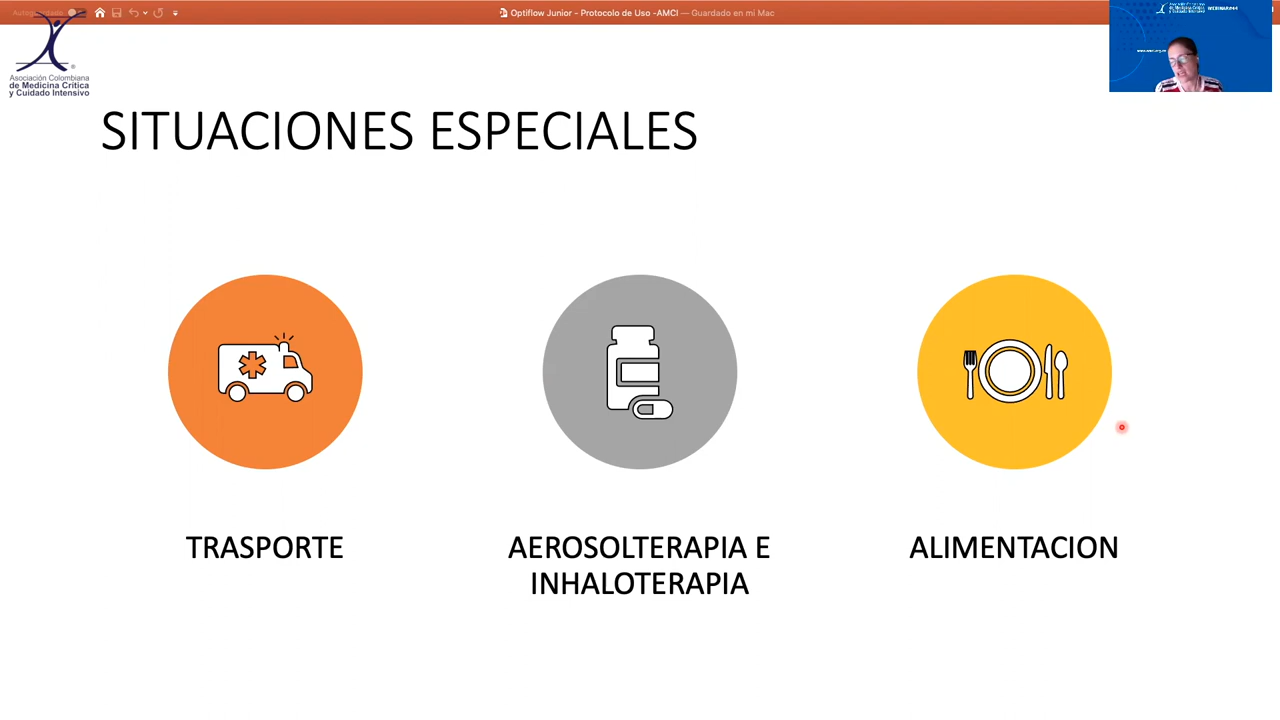 Optiflow Junior - Protocolo de Uso -AMCI — Guardado en mi Mac
Asociación Colombiana
de Medicina Crítica
y Cuidado Intensivo
SITUACIONES ESPECIALES
TRASPORTE
AEROSOLTERAPIA E
INHALOTERAPIA
ALIMENTACION